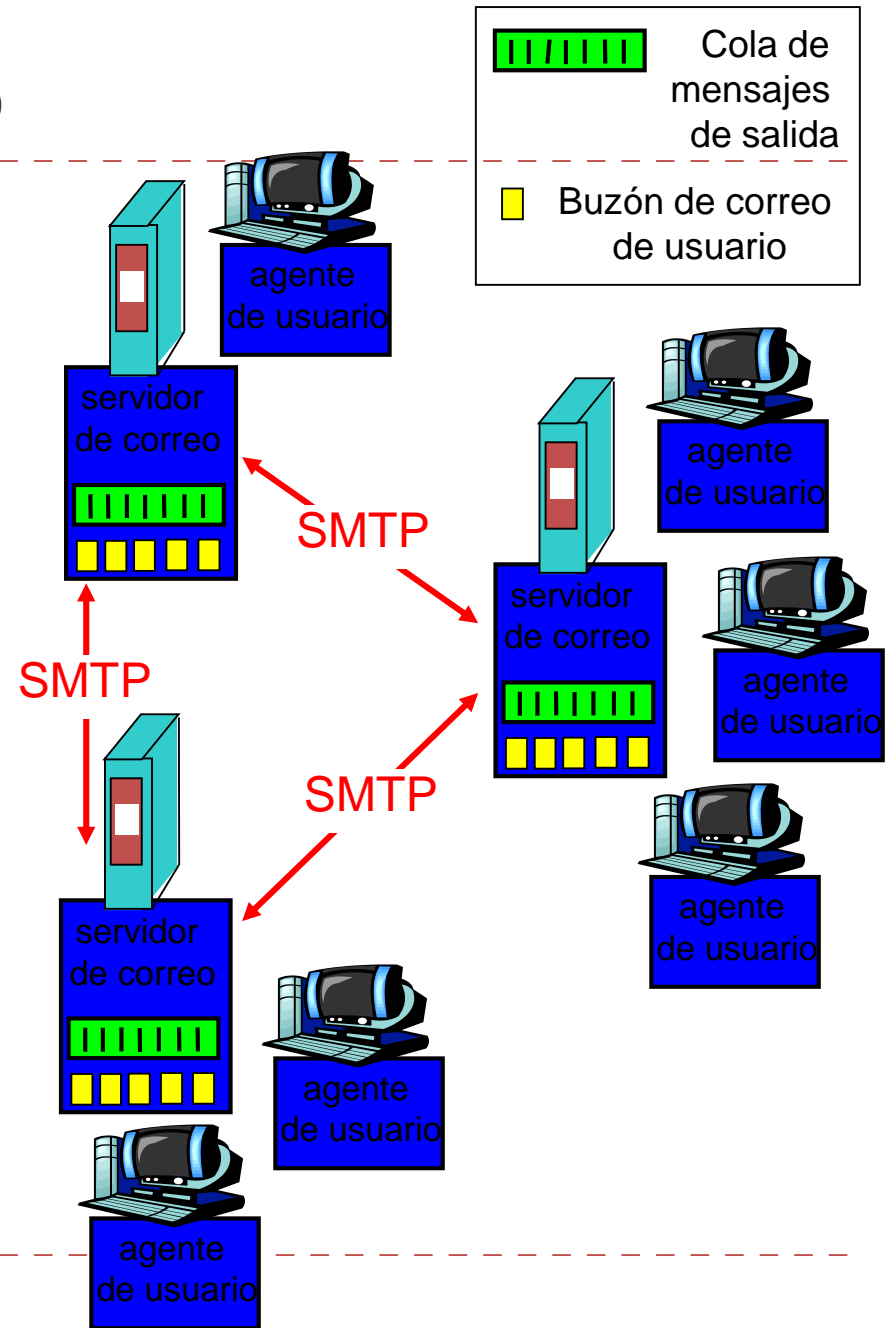 Cola de
mensajes
de salida
Buzón de correo
de usuario
agente
de usuario
servidor
de correo
SMTP
agente
de usuario
servidor
de correo
agente
de usuario
SMTP
SMTP
agente
de usuario
servidor
de correo
agente
de usuario
agente
de usuario